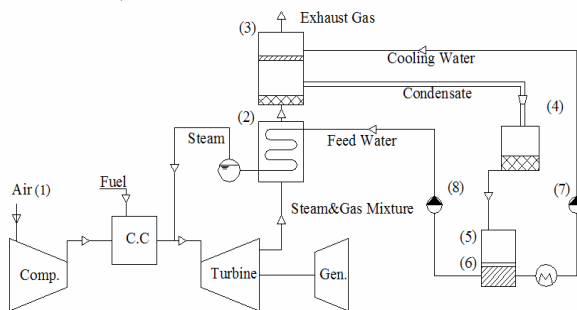 Exhaust Gas
(3)
Cooling Water
Condensate
(4)
(2)
Steam
Feed Water
Air (1)
Fuel
(8)
(7)
Steam&Gas Mixture
C.C
(5)
(6)
Comp.
Turbine
Gen.